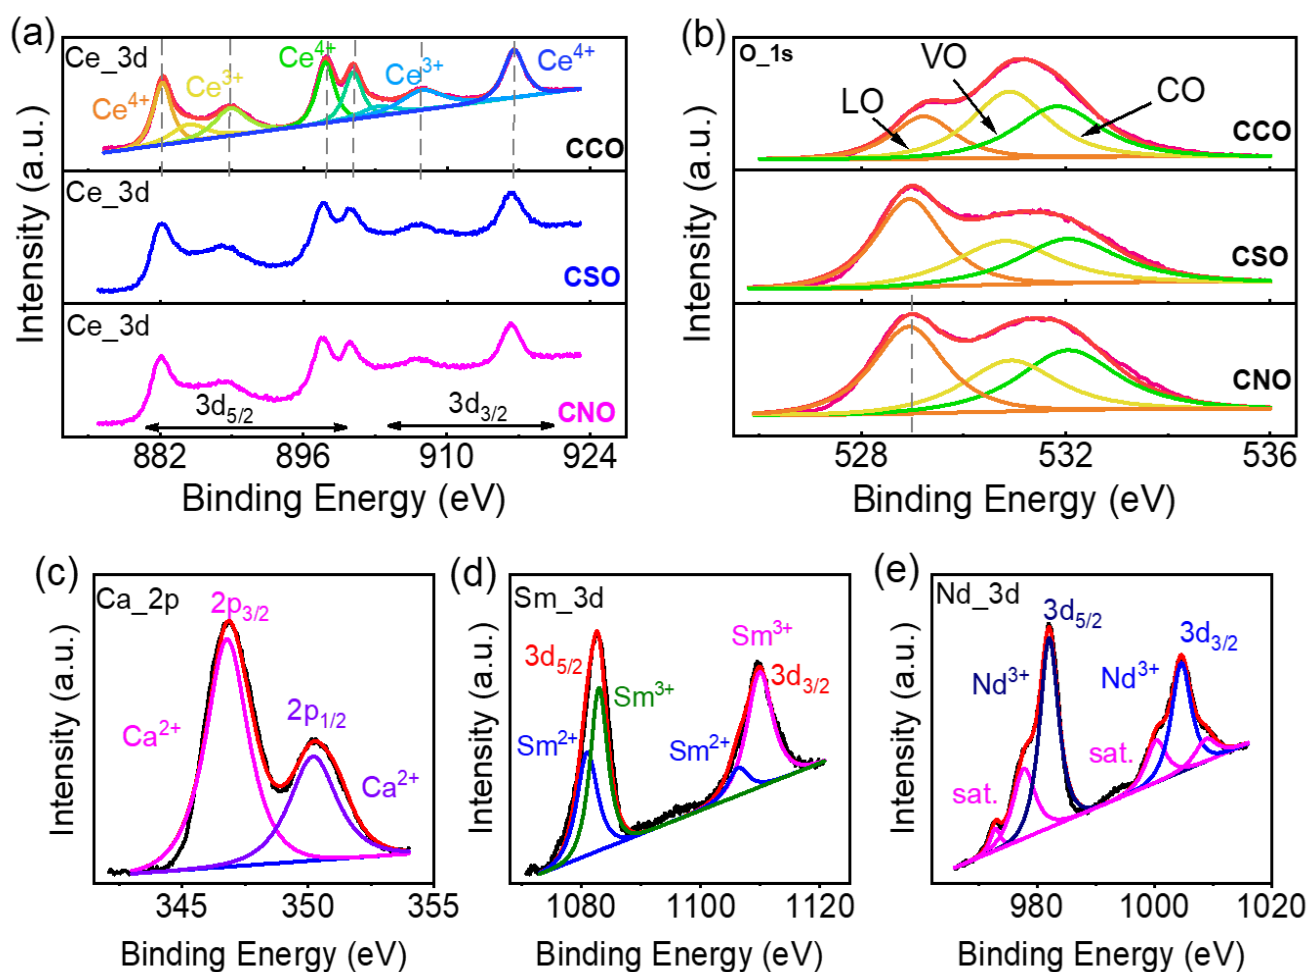 (a)
Ce_3d
Ce4+
Ce3+
Ce4+
Ce3+
Ce4+
CCO
Ce_3d
CSO
Ce_3d
3d5/2
3d3/2
CNO
882 896 910 924
Binding Energy (eV)
Intensity (a.u.)
(b)
O_1s
VO
LO
CO
CCO
CSO
CNO
528 532 536
Binding Energy (eV)
Intensity (a.u.)
(c)
Ca_2p
2p3/2
Ca2+
2p1/2
Ca2+
345 350 355
Binding Energy (eV)
Intensity (a.u.)
(d)
Sm_3d
3d5/2
Sm3+
Sm2+
Sm3+
3d3/2
Sm2+
1080 1100 1120
Binding Energy (eV)
Intensity (a.u.)
(e)
Nd_3d
3d5/2
Nd3+
3d3/2
Nd3+
sat.
sat.
980 1000 1020
Binding Energy (eV)
Intensity (a.u.)